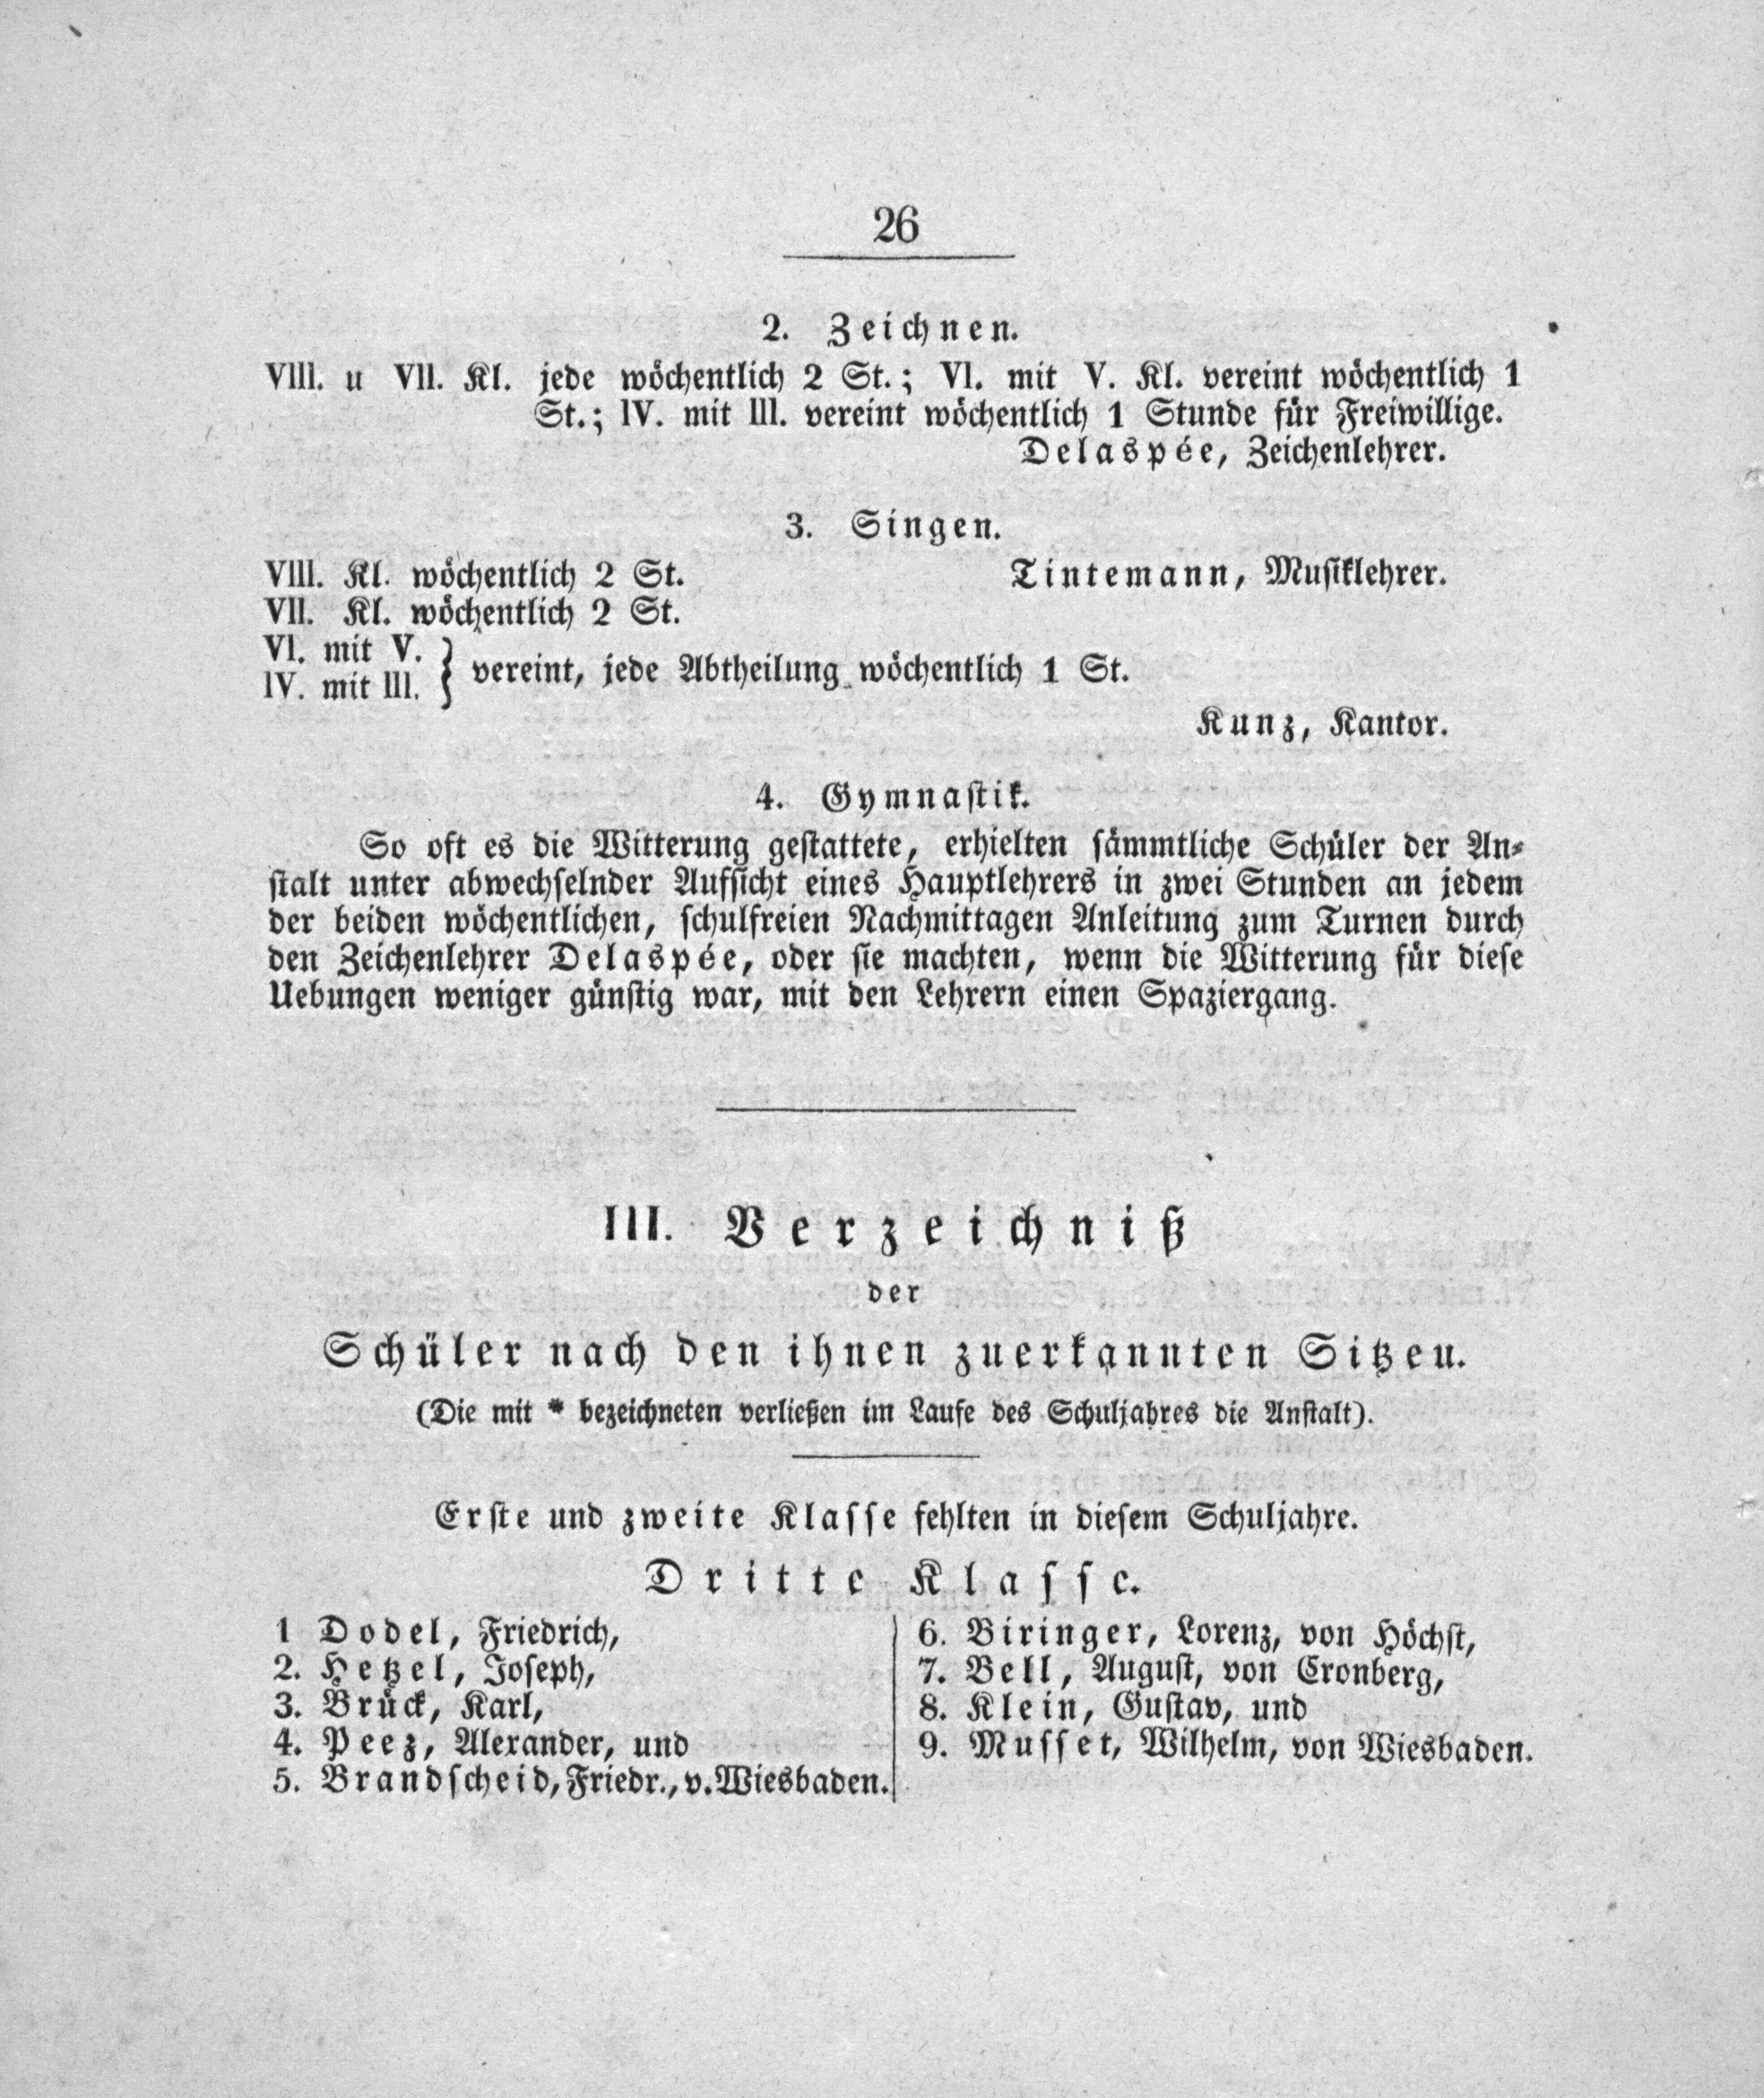 26
2. Zeichnen.
VIII. u VII. Kl. jede wöchentlich 2 St.; VI. mit V. Kl. vereint wöchentlich 1
St.; IV. mit III. vereint wöchentlich 1 Stunde für Freiwillige.
Delaspée, Zeichenlehrer.
3. Singen.
VIII. Kl. wöchentlich 2 St. Tintemann, Musiklehrer.
VII. Kl. wöchentlich 2 St.
VI. mit V.
IV. mit III. } vereint, jede Abtheilung wöchentlich 1 St.
Kunz, Kantor.
4. Gymnastik.
So oft es die Witterung gestattete, erhielten sämmtliche Schüler der An-
stalt unter abwechselnder Aufsicht eines Hauptlehrers in zwei Stunden an jedem
der beiden wöchentlichen, schulfreien Nachmittagen Anleitung zum Turnen durch
den Zeichenlehrer Delaspée, oder sie machten, wenn die Witterung für diese
Uebungen weniger günstig war, mit den Lehrern einen Spaziergang.
III. Verzeichniß
der
Schüler nach den ihnen zuerkannten Sitzen.
(Die mit * bezeichneten verließen im Laufe des Schuljahres die Anstalt).
Erste und zweite Klasse fehlten in diesem Schuljahre.
Dritte Klasse.
1 Dodel, Friedrich,
2. Hetzel, Joseph,
3. Brück, Karl,
4. Peez, Alexander, und
5. Brandscheid, Friedr., v. Wiesbaden.
6. Biringer, Lorenz, von Höchst,
7. Bell, August, von Cronberg,
8. Klein, Gustav, und
9. Musset, Wilhelm, von Wiesbaden.